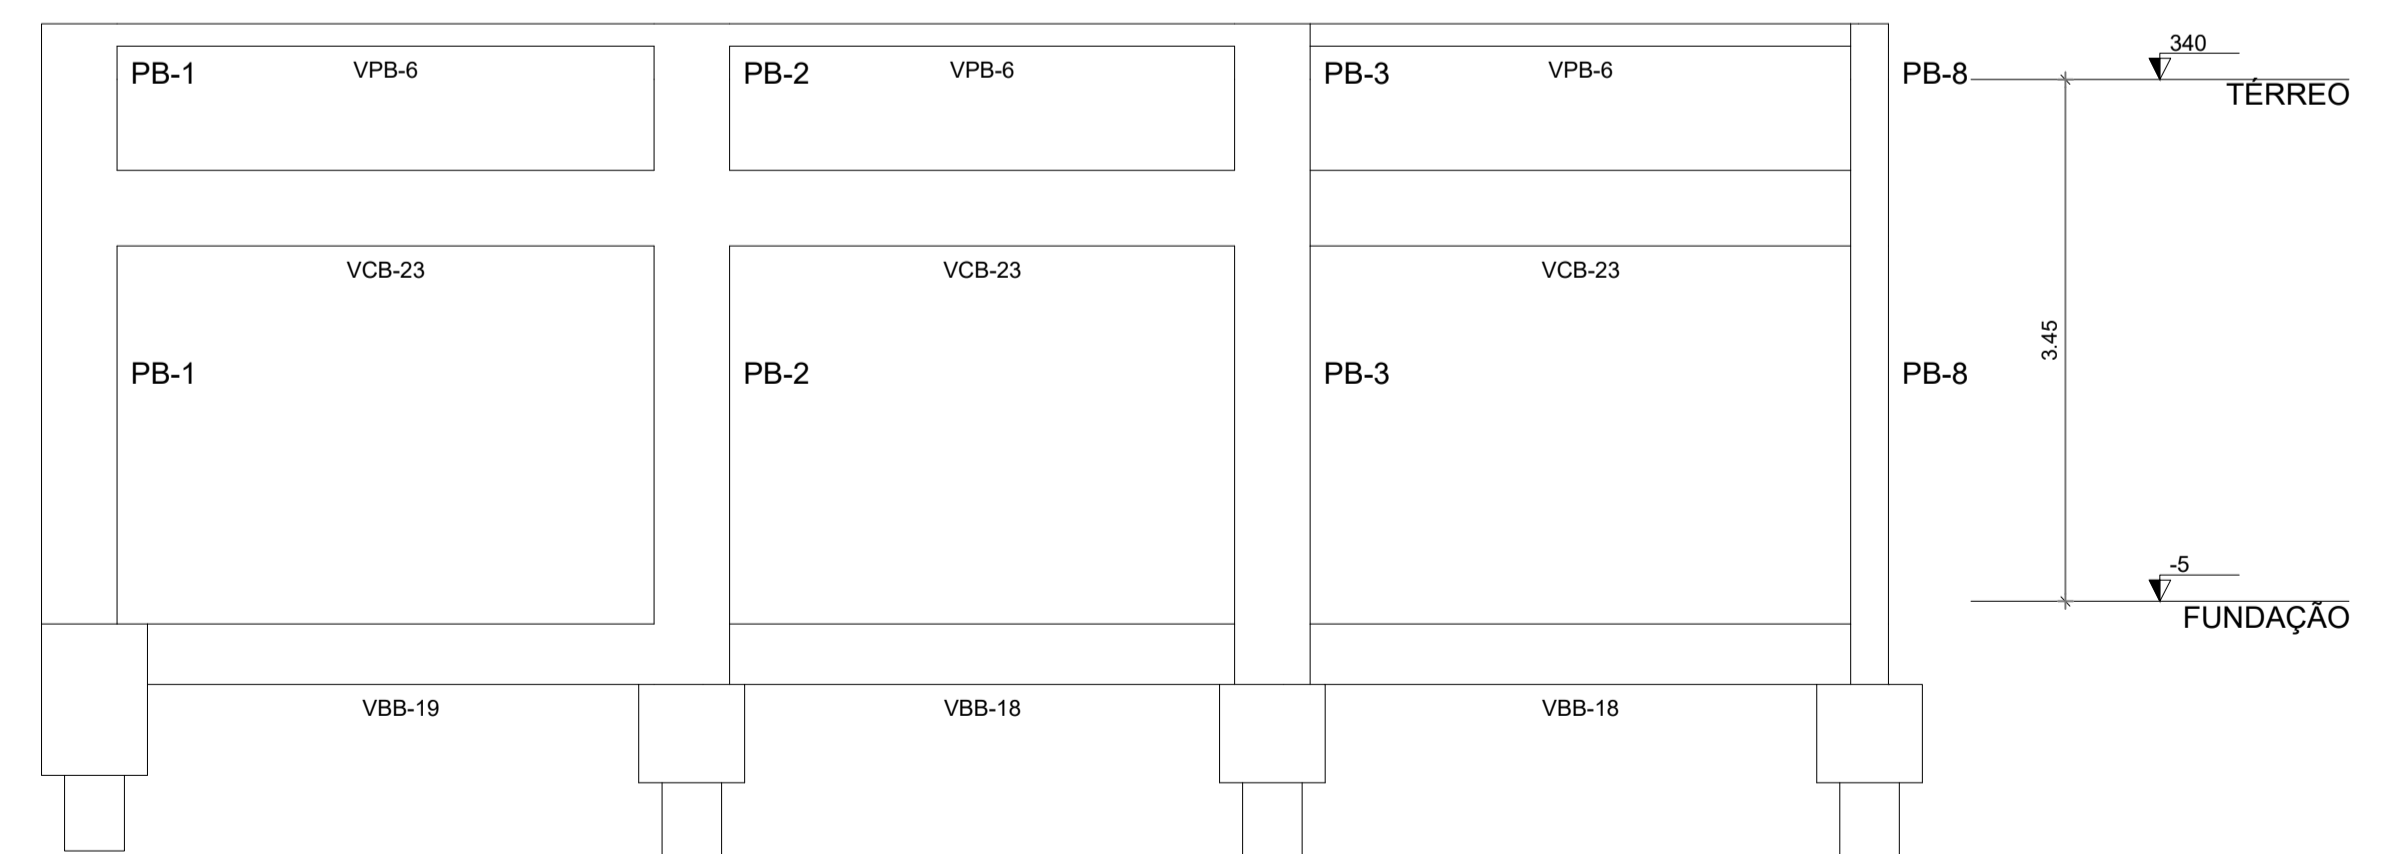 340
PB-1 VPB-6 PB-2 VPB-6 PB-3 VPB-6 PB-8
TÉRREO
VCB-23 VCB-23 VCB-23
3.45
PB-1 PB-2 PB-3 PB-8
-5
FUNDAÇÃO
VBB-19 VBB-18 VBB-18